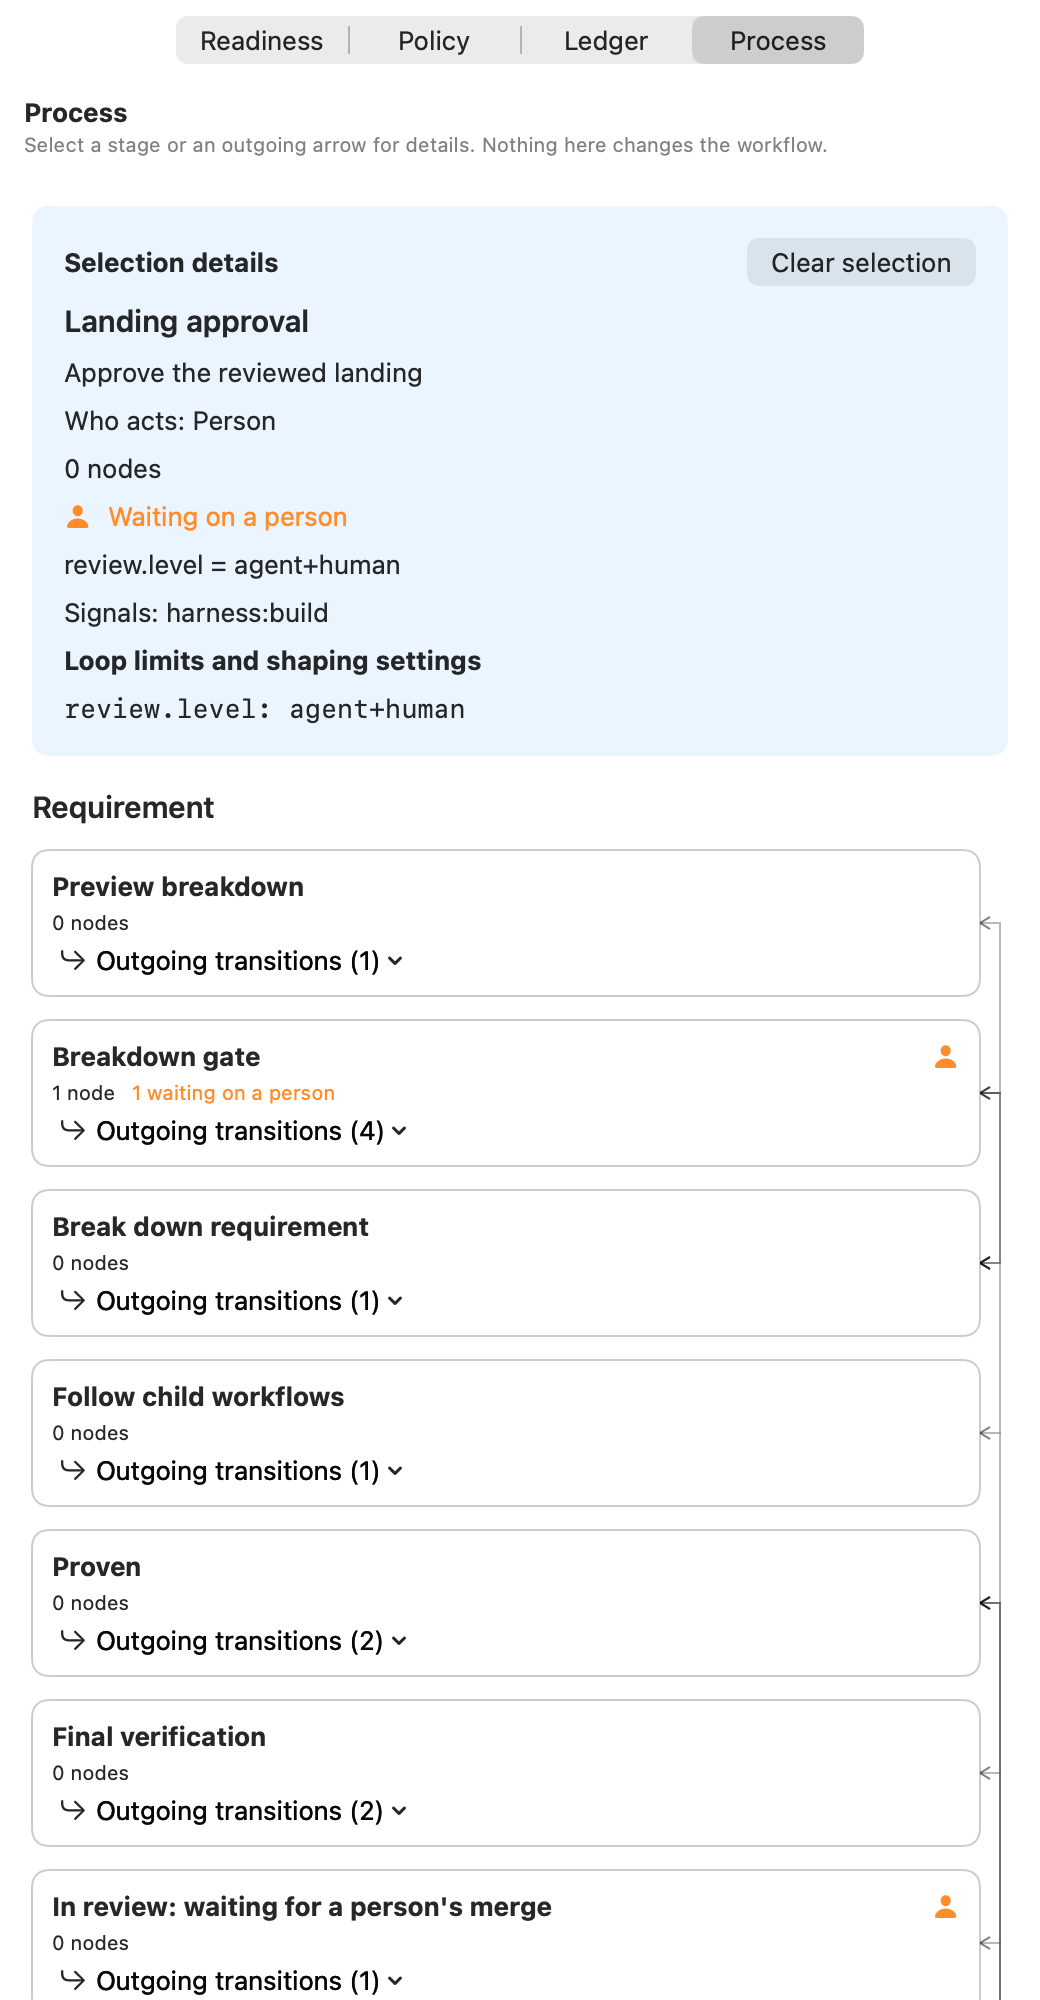 Readiness
Policy
Ledger
Process
Process
Select a stage or an outgoing arrow for details. Nothing here changes the workflow.
Selection details
Clear selection
Landing approval
Approve the reviewed landing
Who acts: Person
0 nodes
Waiting on a person
review.level = agent+human
Signals: harness:build
Loop limits and shaping settings
review.level: agent+human
Requirement
Preview breakdown
0 nodes
Outgoing transitions (1)
Breakdown gate
1 node 1 waiting on a person
Outgoing transitions (4)
Break down requirement
0 nodes
Outgoing transitions (1)
Follow child workflows
0 nodes
Outgoing transitions (1)
Proven
0 nodes
Outgoing transitions (2)
Final verification
0 nodes
Outgoing transitions (2)
In review: waiting for a person's merge
0 nodes
Outgoing transitions (1)